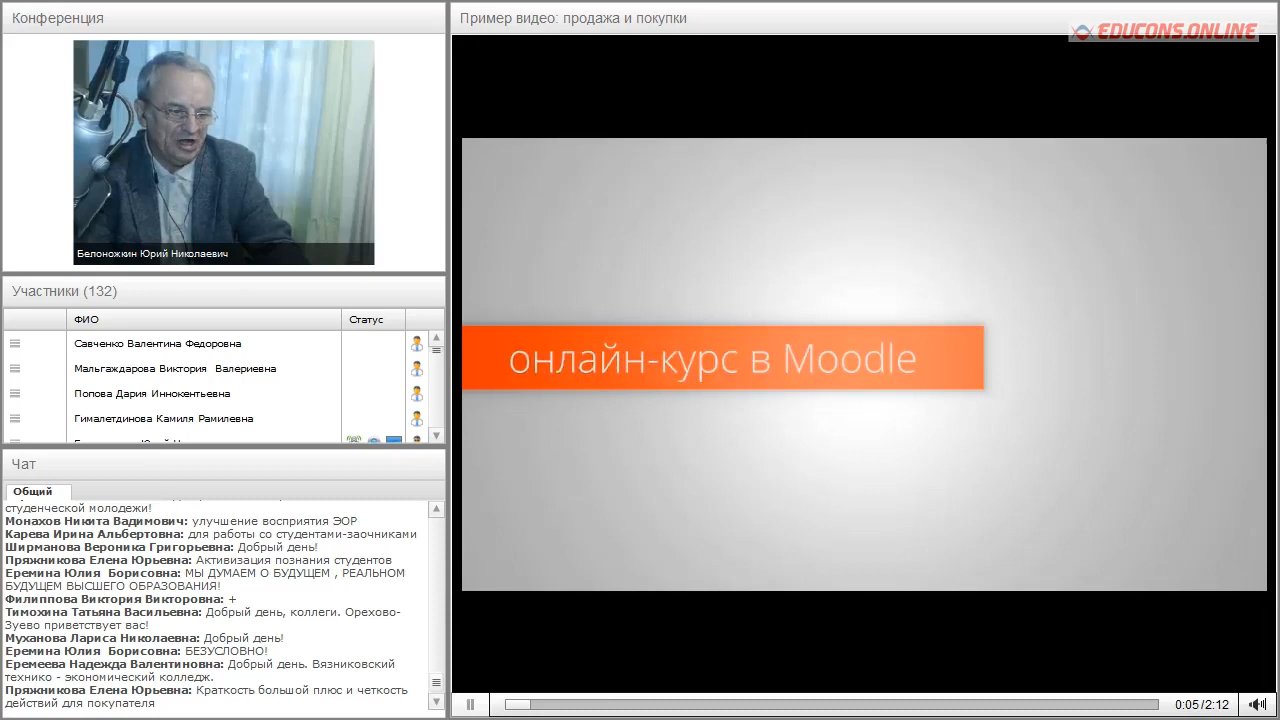 Конференция
Белоножкин Юрий Николаевич
Участники (132)
ФИО
Статус
Савченко Валентина Федоровна
Мальгаждарова Виктория  Валериевна
Попова Дария Иннокентьевна
Гималетдинова Камиля Рамилевна
Чат
Общий
студенческой молодежи!
Монахов Никита Вадимович: улучшение восприятия ЭОР
Карева Ирина Альбертовна: для работы со студентами-заочниками
Ширманова Вероника Григорьевна: Добрый день!
Пряжникова Елена Юрьевна: Активизация познания студентов
Еремина Юлия  Борисовна: МЫ ДУМАЕМ О БУДУЩЕМ , РЕАЛЬНОМ
БУДУЩЕМ ВЫСШЕГО ОБРАЗОВАНИЯ!
Филиппова Виктория Викторовна: +
Тимохина Татьяна Васильевна: Добрый день, коллеги. Орехово-
Зуево приветствует вас!
Муханова Лариса Николаевна: Добрый день!
Еремина Юлия  Борисовна: БЕЗУСЛОВНО!
Еремеева Надежда Валентиновна: Добрый день. Вязниковский
технико - экономический колледж.
Пряжникова Елена Юрьевна: Краткость большой плюс и четкость
действий для покупателя
Пример видео: продажа и покупки
EDUCONS.ONLINE
онлайн-курс в Moodle
0:05/2:12